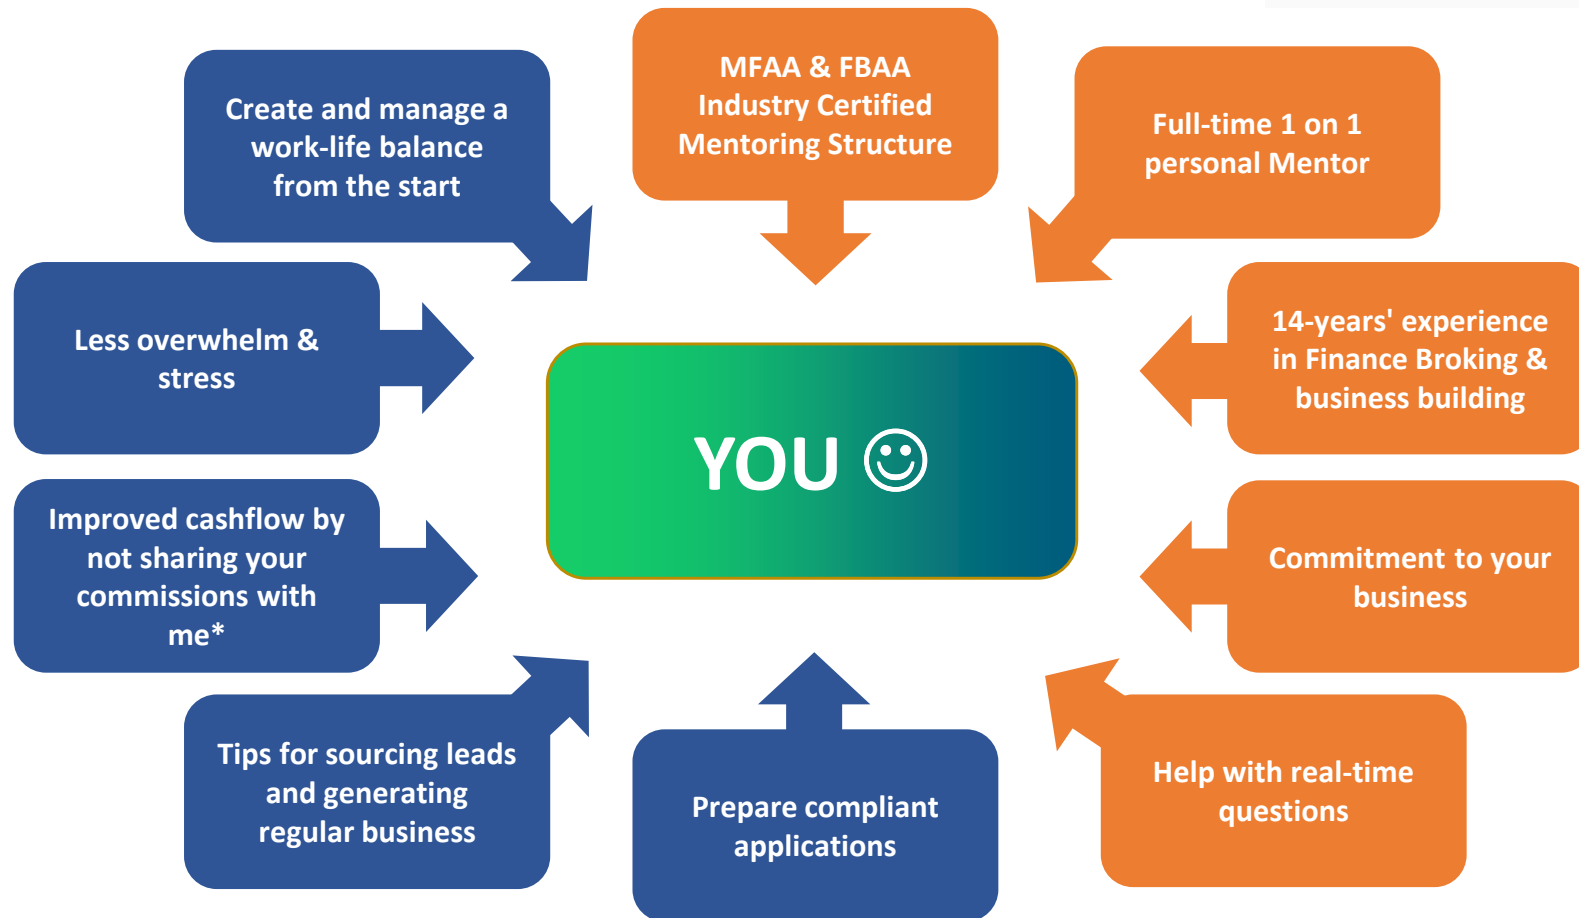 MFAA & FBAA
Industry Certified
Mentoring Structure
Create and manage a
work-life balance
from the start
Full-time 1 on 1
personal Mentor
Less overwhelm &
stress
14-years' experience
in Finance Broking &
business building
YOU ☺
Improved cashflow by
not sharing your
commissions with
me*
Commitment to your
business
Tips for sourcing leads
and generating
regular business
Prepare compliant
applications
Help with real-time
questions